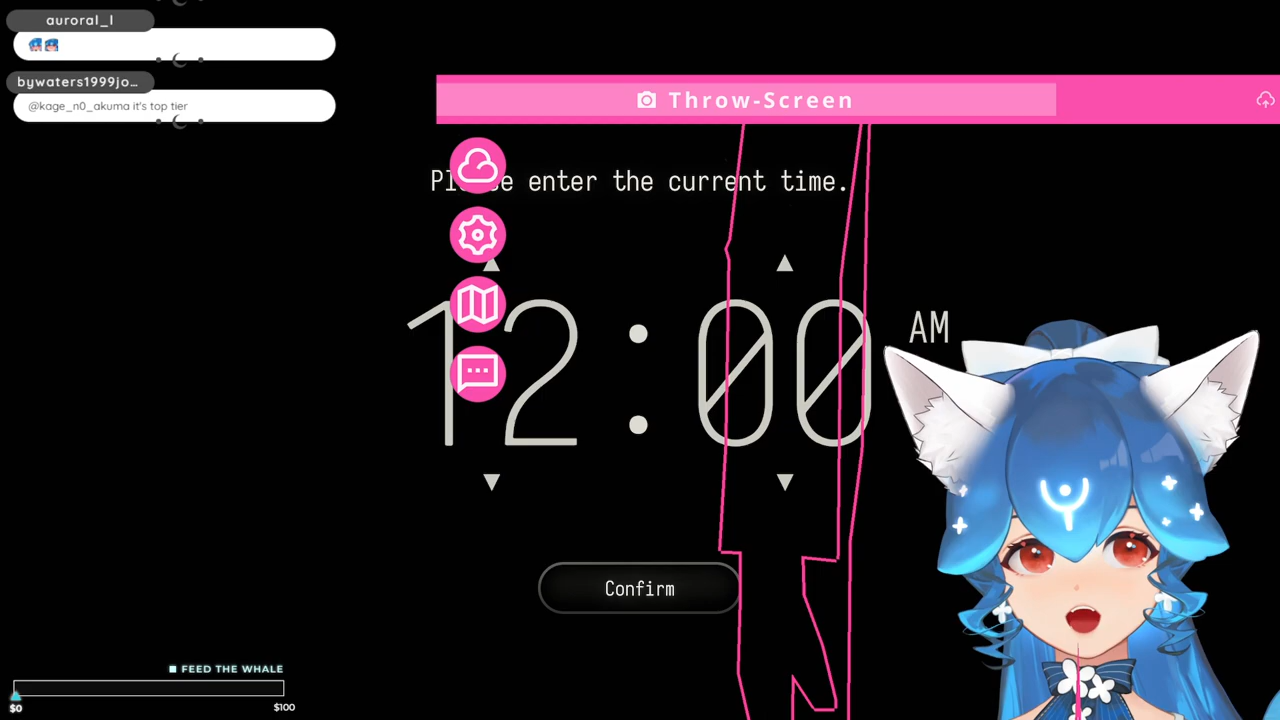 auroral_l
bywaters1999jo…
@kage_n0_akuma it's top tier
Throw-Screen
Please enter the current time.
12:00 AM
Confirm
FEED THE WHALE
$0
$100